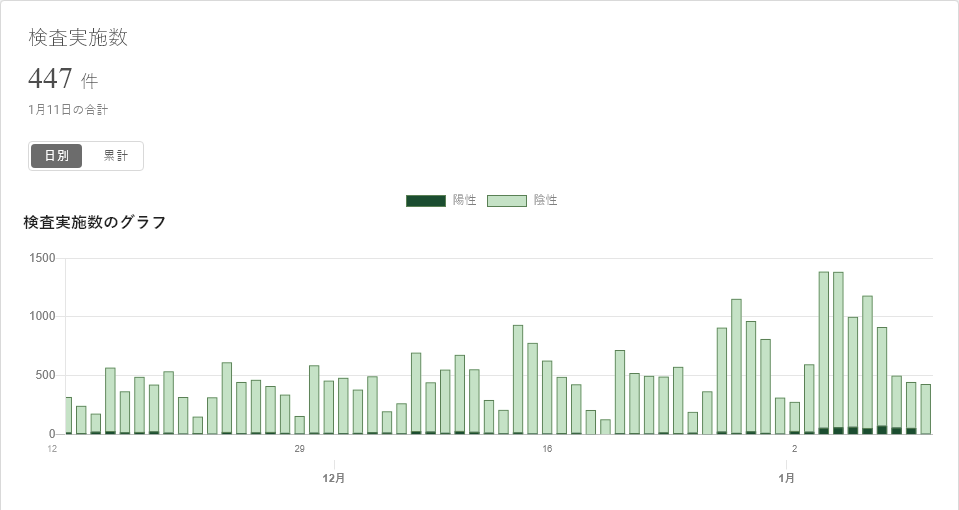 検査実施数
447 件
1月11日の合計
日別 累計
陽性 陰性
検査実施数のグラフ
1500
1000
500
0
12 29 16 2
12月 1月